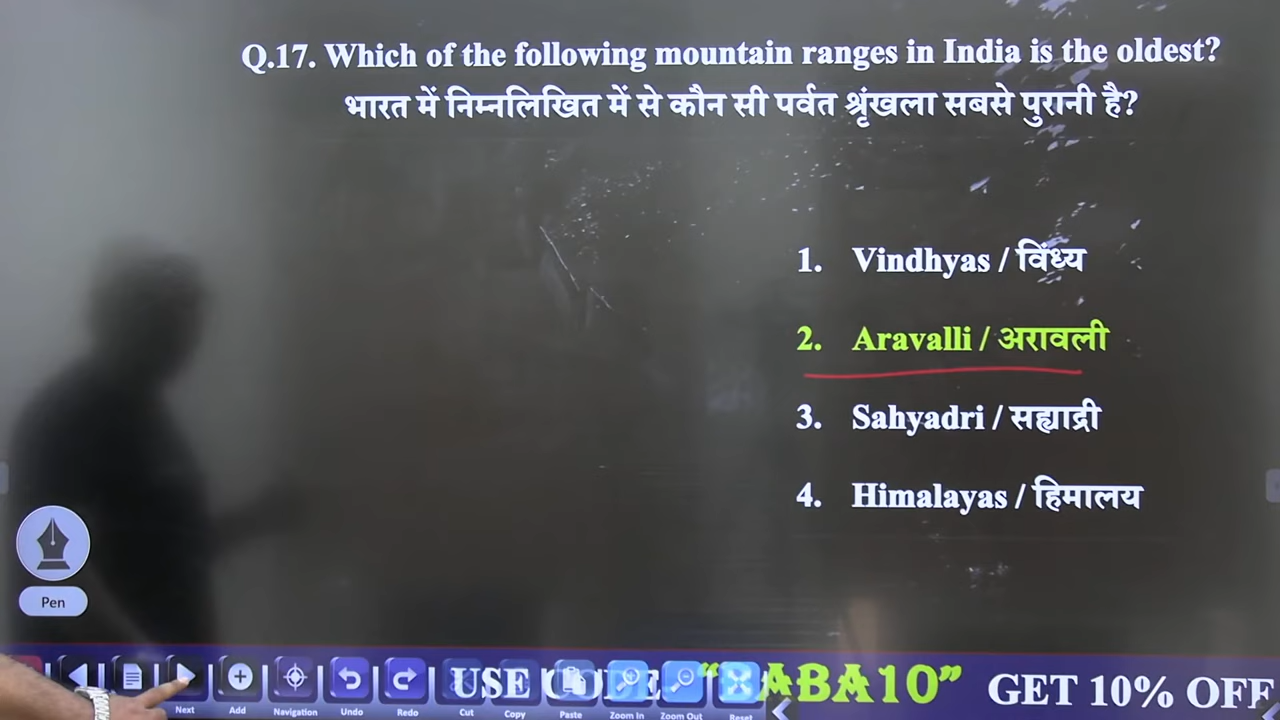 Q.17. Which of the following mountain ranges in India is the oldest?
भारत में निम्नलिखित में से कौन सी पर्वत श्रृंखला सबसे पुरानी है?
1. Vindhyas / विंध्य
2. Aravalli / अरावली
3. Sahyadri / सह्याद्री
4. Himalayas / हिमालय
Pen
USE CODE “BABA10” GET 10% OFF
Next Add Navigation Undo Redo Cut Copy Paste Zoom In Zoom Out Reset